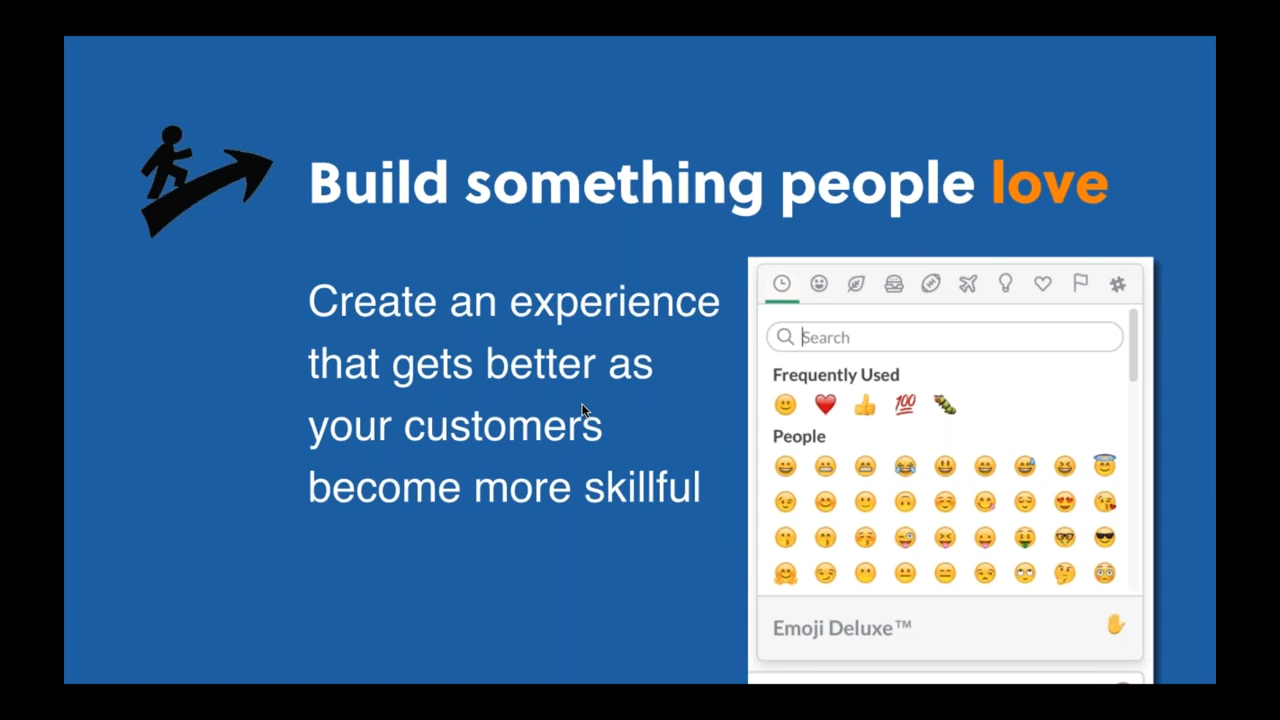 Build something people love
Create an experience
that gets better as
your customers
become more skillful
Search
Frequently Used
💯
People
Emoji Deluxe™